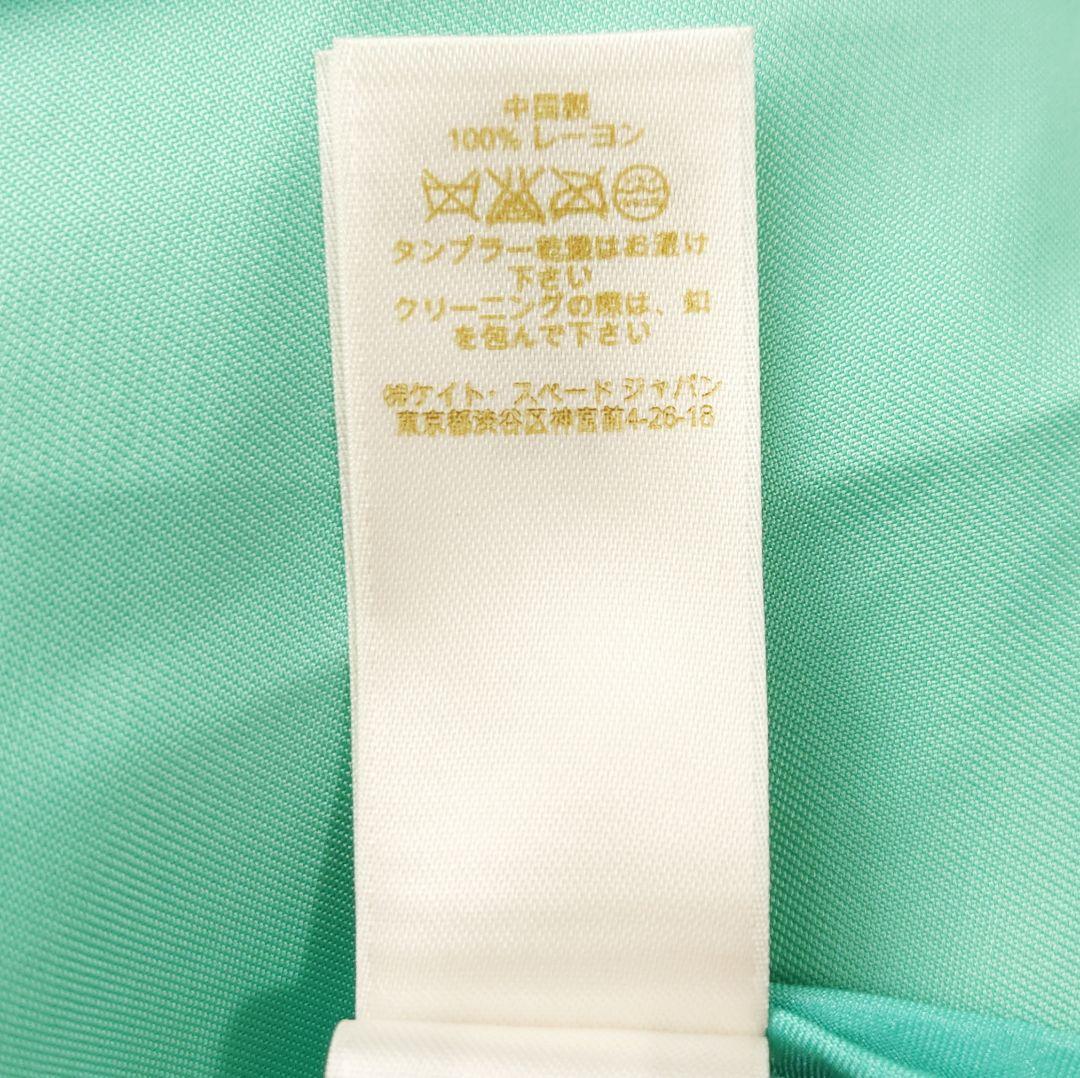 中国製
100% レーヨン
タンブラー乾燥はお避け
下さい
クリーニングの際は、釦
を包んで下さい
㈱ケイト・スペード ジャパン
東京都渋谷区神宮前4-26-18